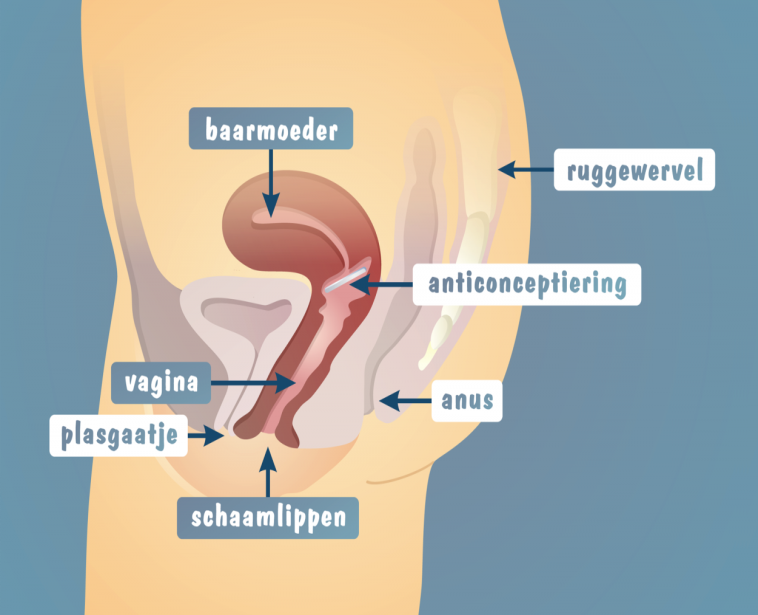 baarmoeder
ruggewervel
anticonceptiering
vagina
anus
plasgaatje
schaamlippen